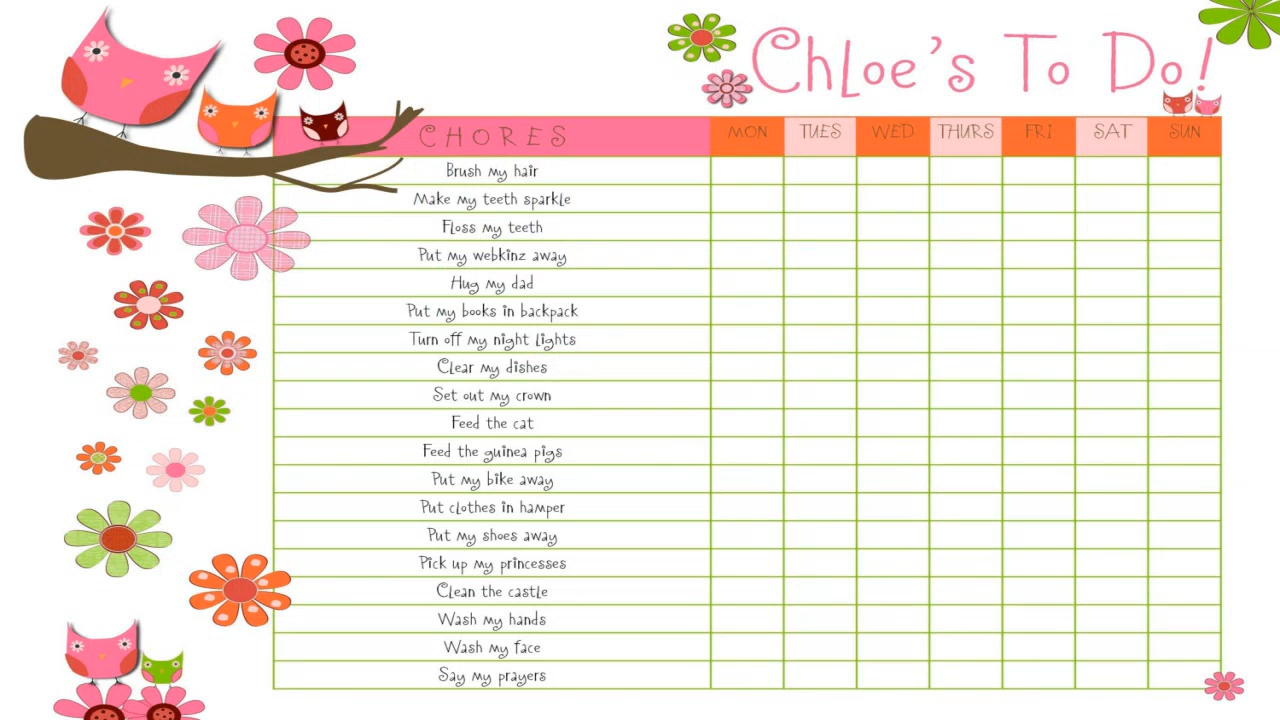 Chloe's To Do!
CHORES MON TUES WED THURS FRI SAT SUN
Brush my hair
Make my teeth sparkle
Floss my teeth
Put my webkinz away
Hug my dad
Put my books in backpack
Turn off my night lights
Clear my dishes
Set out my crown
Feed the cat
Feed the guinea pigs
Put my bike away
Put clothes in hamper
Put my shoes away
Pick up my princesses
Clean the castle
Wash my hands
Wash my face
Say my prayers